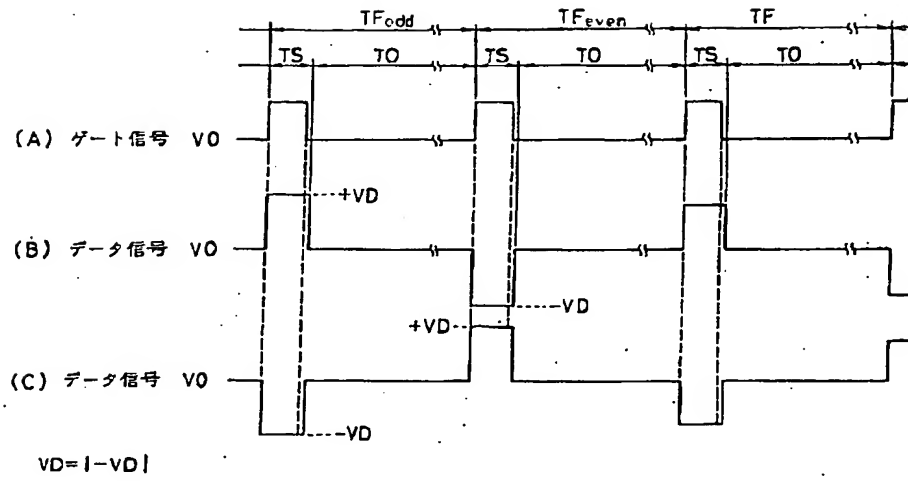 TFodd TFeven TF
TS TO TS TO TS TO
(A) ゲート信号 VO
+VD
(B) データ信号 VO
-VD
+VD
(C) データ信号 VO
-VD
VD=|-VD|